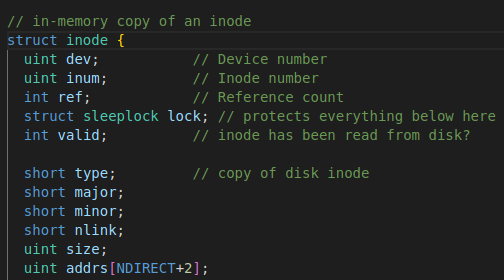 // in-memory copy of an inode
struct inode {
  uint dev;           // Device number
  uint inum;          // Inode number
  int ref;            // Reference count
  struct sleeplock lock; // protects everything below here
  int valid;          // inode has been read from disk?

  short type;         // copy of disk inode
  short major;
  short minor;
  short nlink;
  uint size;
  uint addrs[NDIRECT+2];